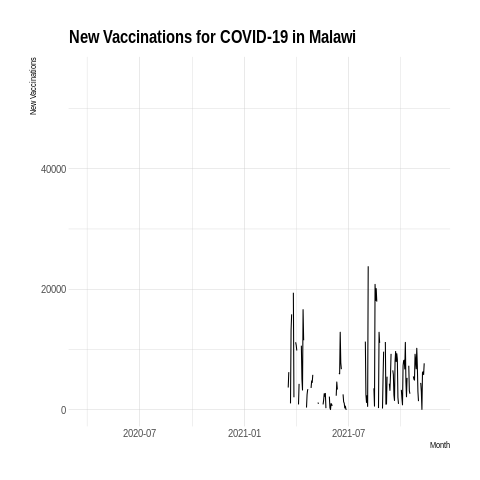 New Vaccinations for COVID-19 in Malawi
New Vaccinations
40000
20000
0
2020-07
2021-01
2021-07
Month